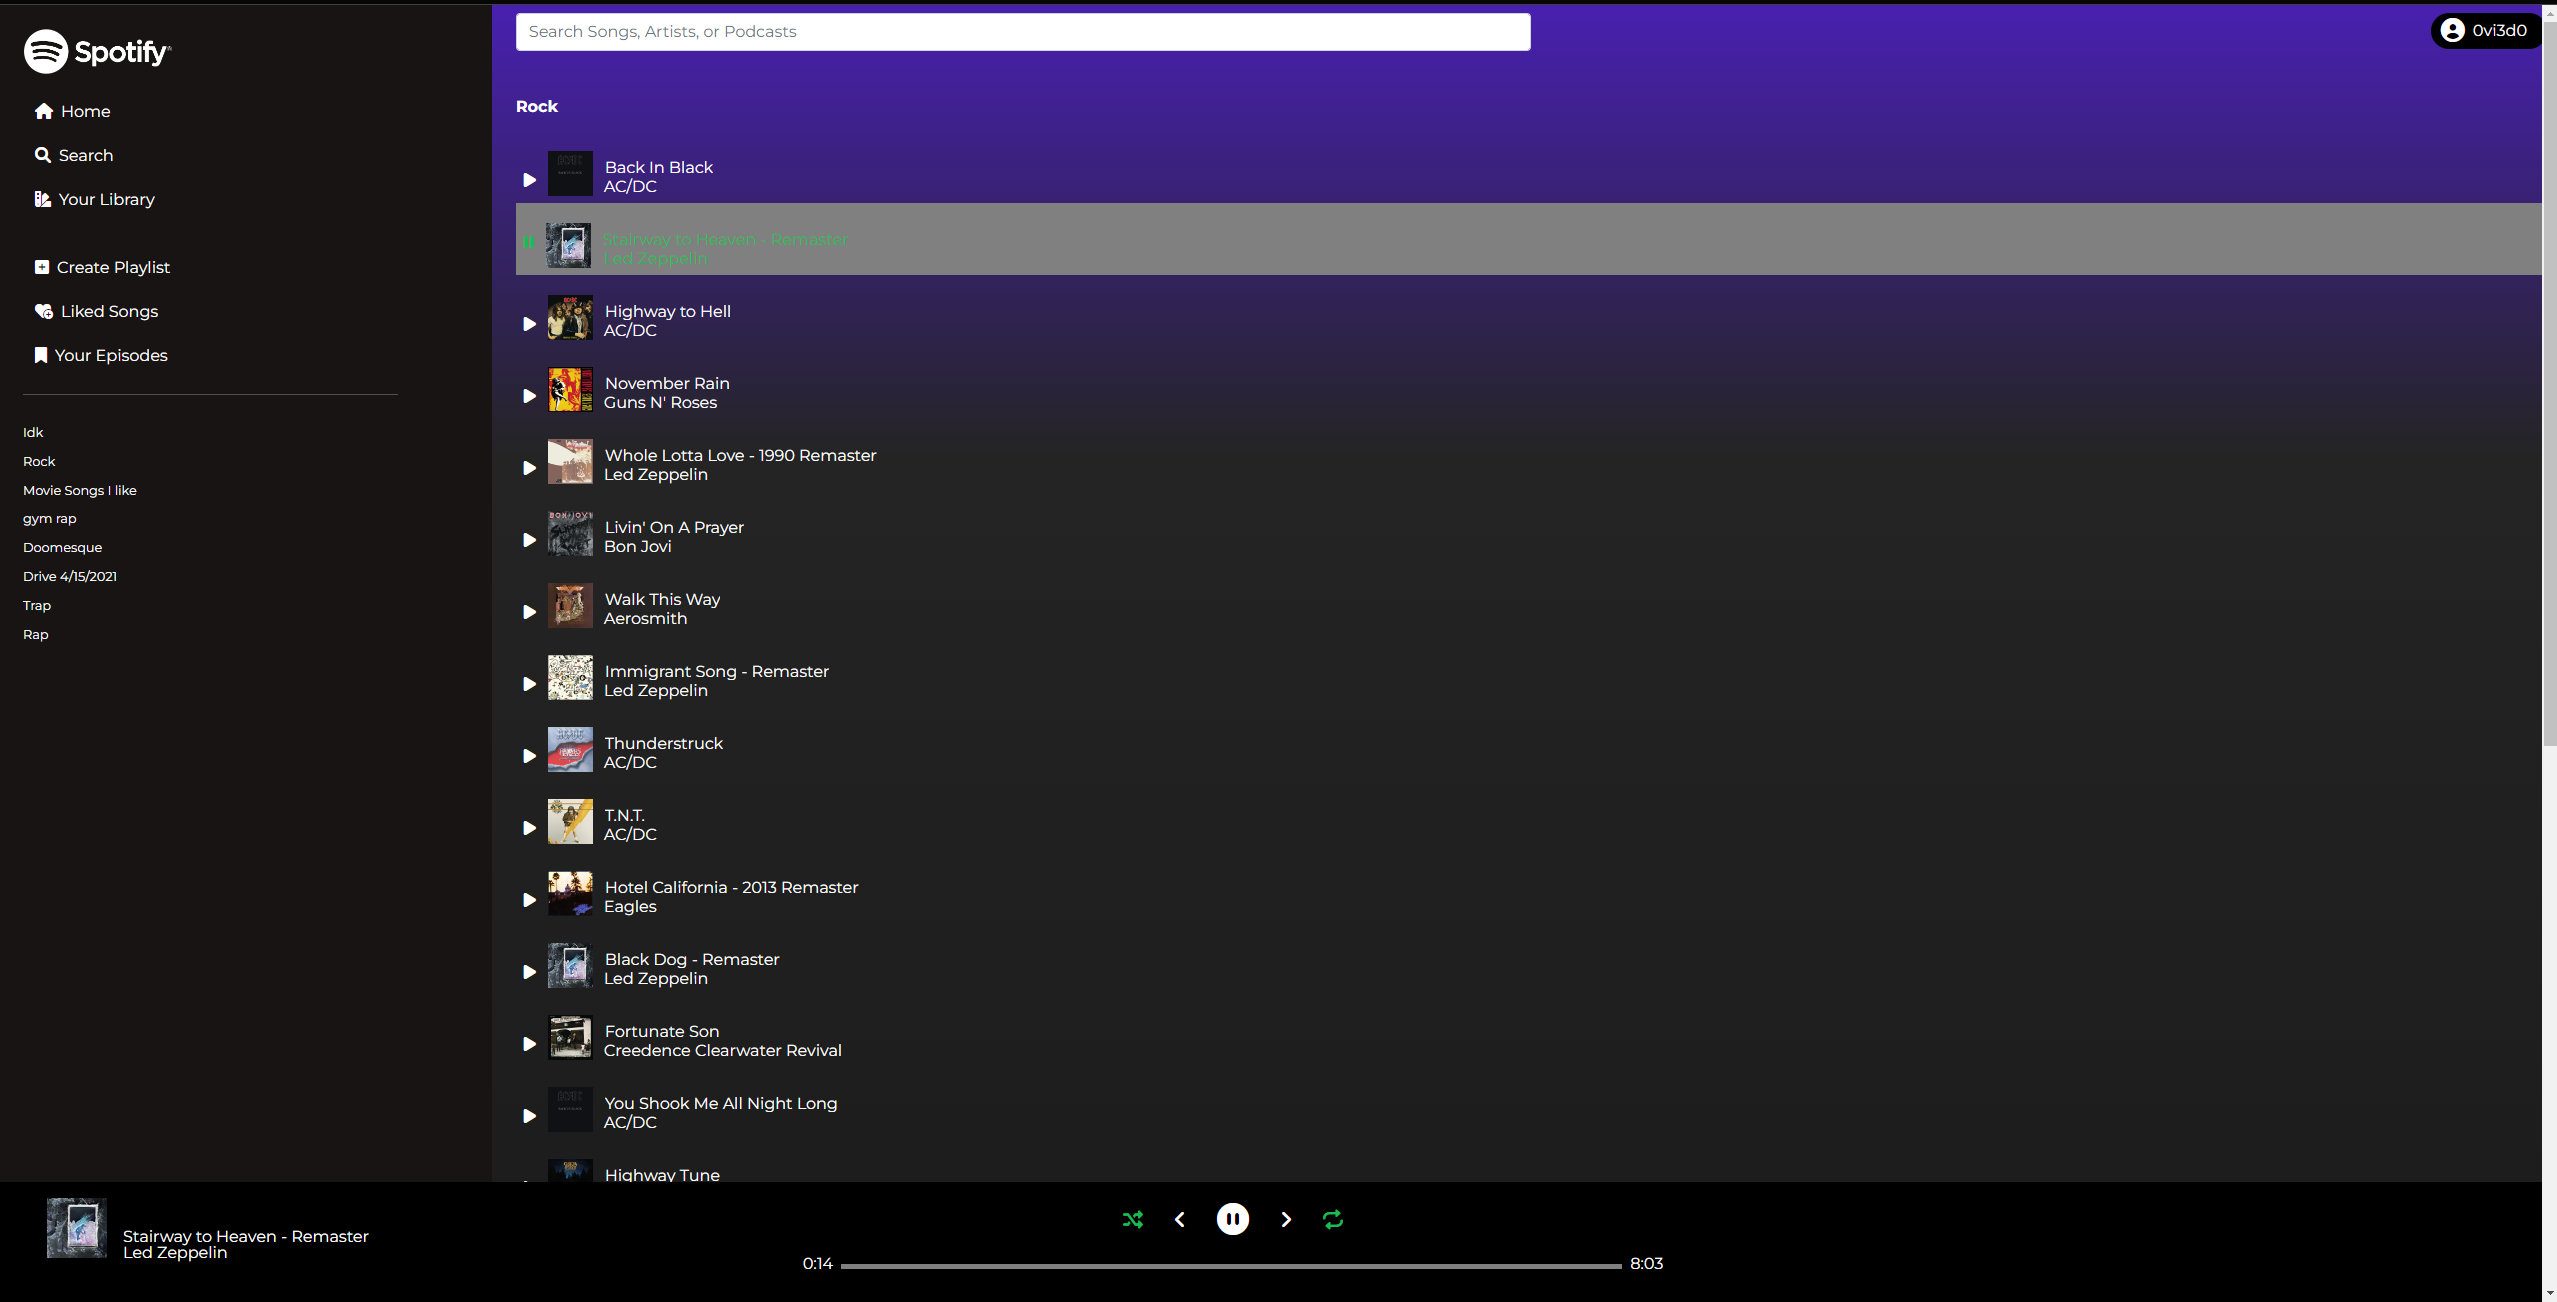 Spotify®
Home
Search
Your Library
Create Playlist
Liked Songs
Your Episodes
Idk
Rock
Movie Songs I like
gym rap
Doomesque
Drive 4/15/2021
Trap
Rap
Search Songs, Artists, or Podcasts
0vi3d0
Rock
Back In Black
AC/DC
Stairway to Heaven - Remaster
Led Zeppelin
Highway to Hell
AC/DC
November Rain
Guns N' Roses
Whole Lotta Love - 1990 Remaster
Led Zeppelin
BON JOVI
Livin' On A Prayer
Bon Jovi
Walk This Way
Aerosmith
Immigrant Song - Remaster
Led Zeppelin
Thunderstruck
AC/DC
T.N.T.
AC/DC
Hotel California - 2013 Remaster
Eagles
Black Dog - Remaster
Led Zeppelin
Fortunate Son
Creedence Clearwater Revival
You Shook Me All Night Long
AC/DC
Highway Tune
Stairway to Heaven - Remaster
Led Zeppelin
0:14
8:03